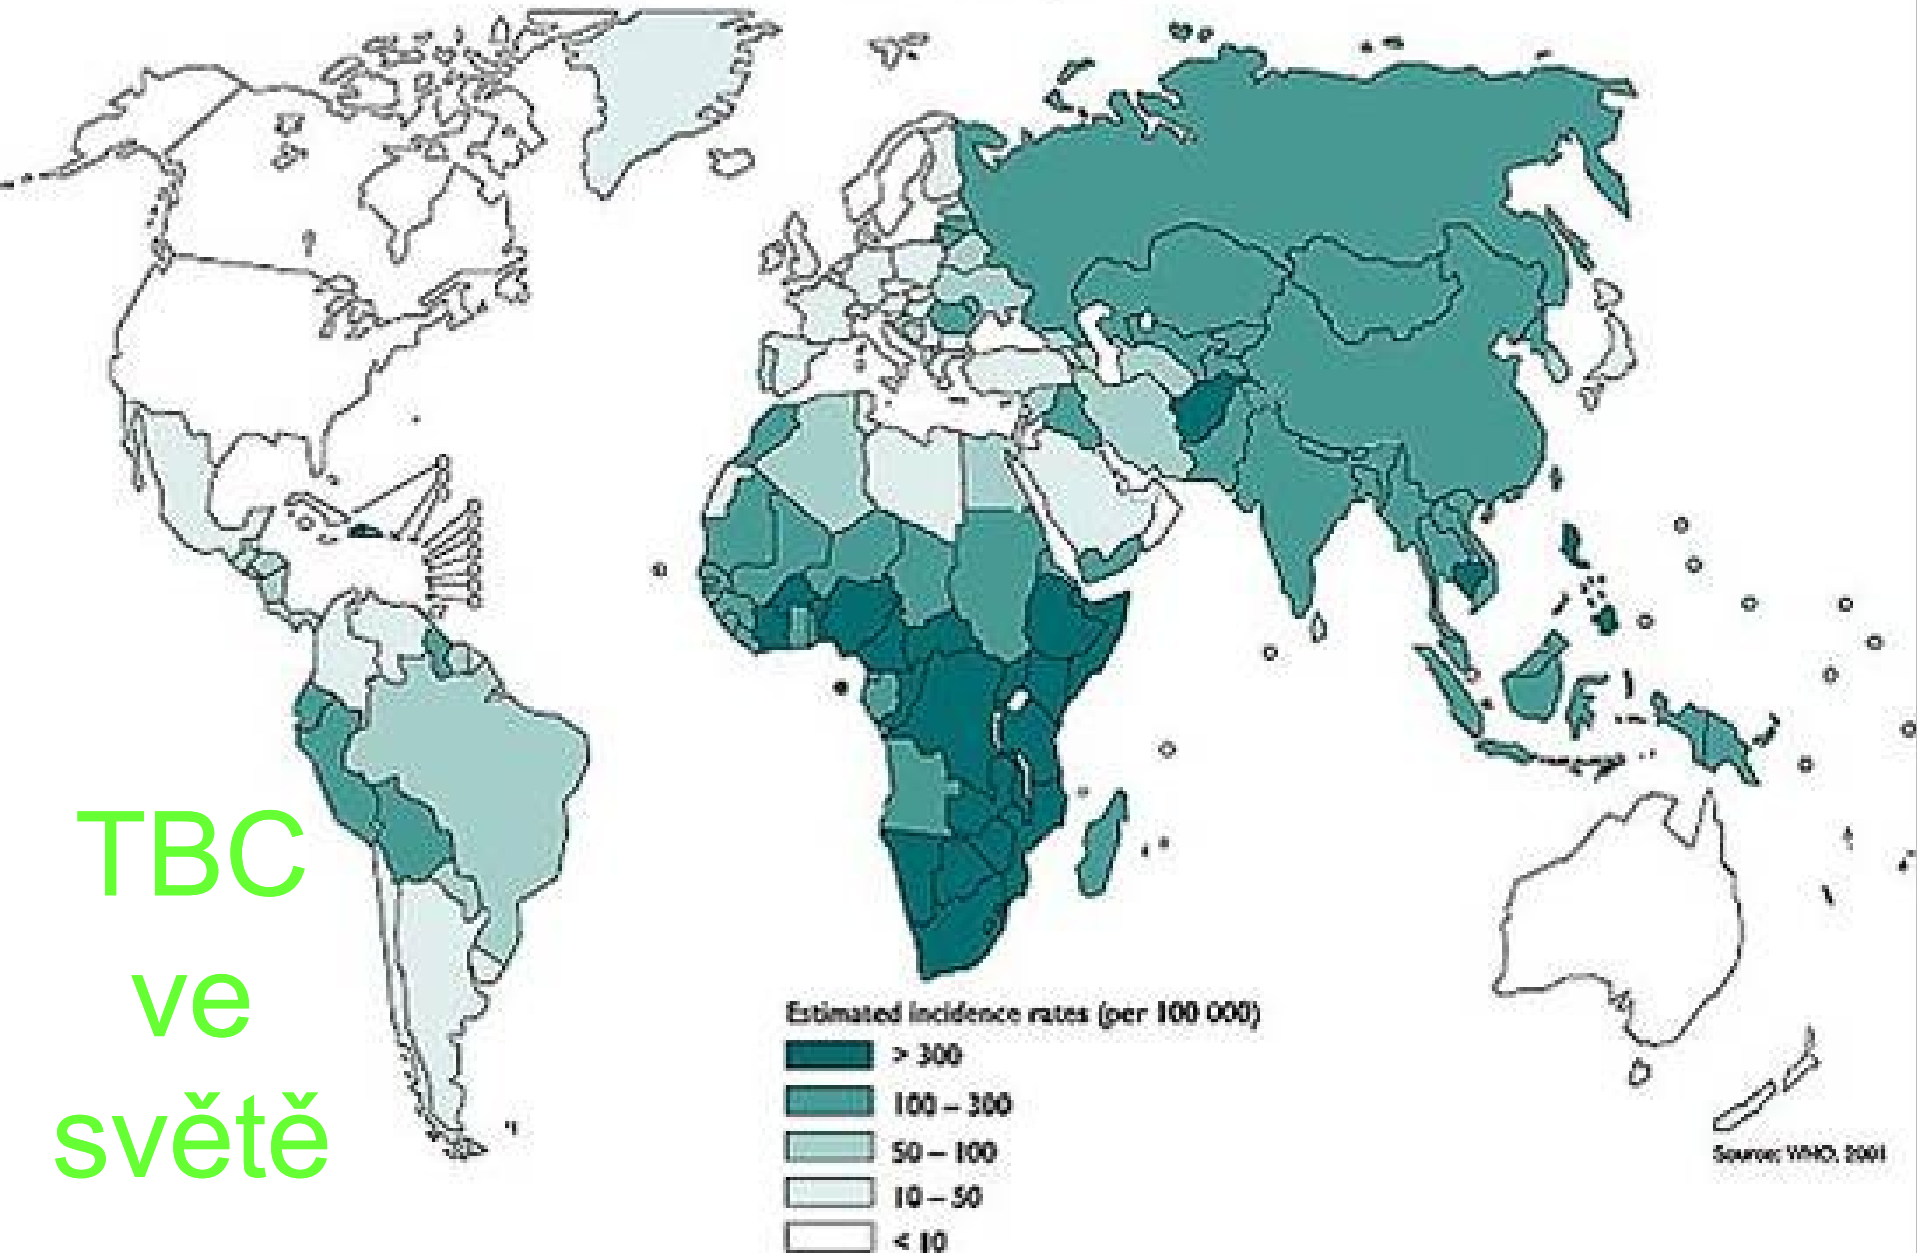 TBC
ve
světě
Estimated incidence rates (per 100 000)
> 300
100 – 300
50 – 100
10 – 50
< 10
Source: WHO, 2001